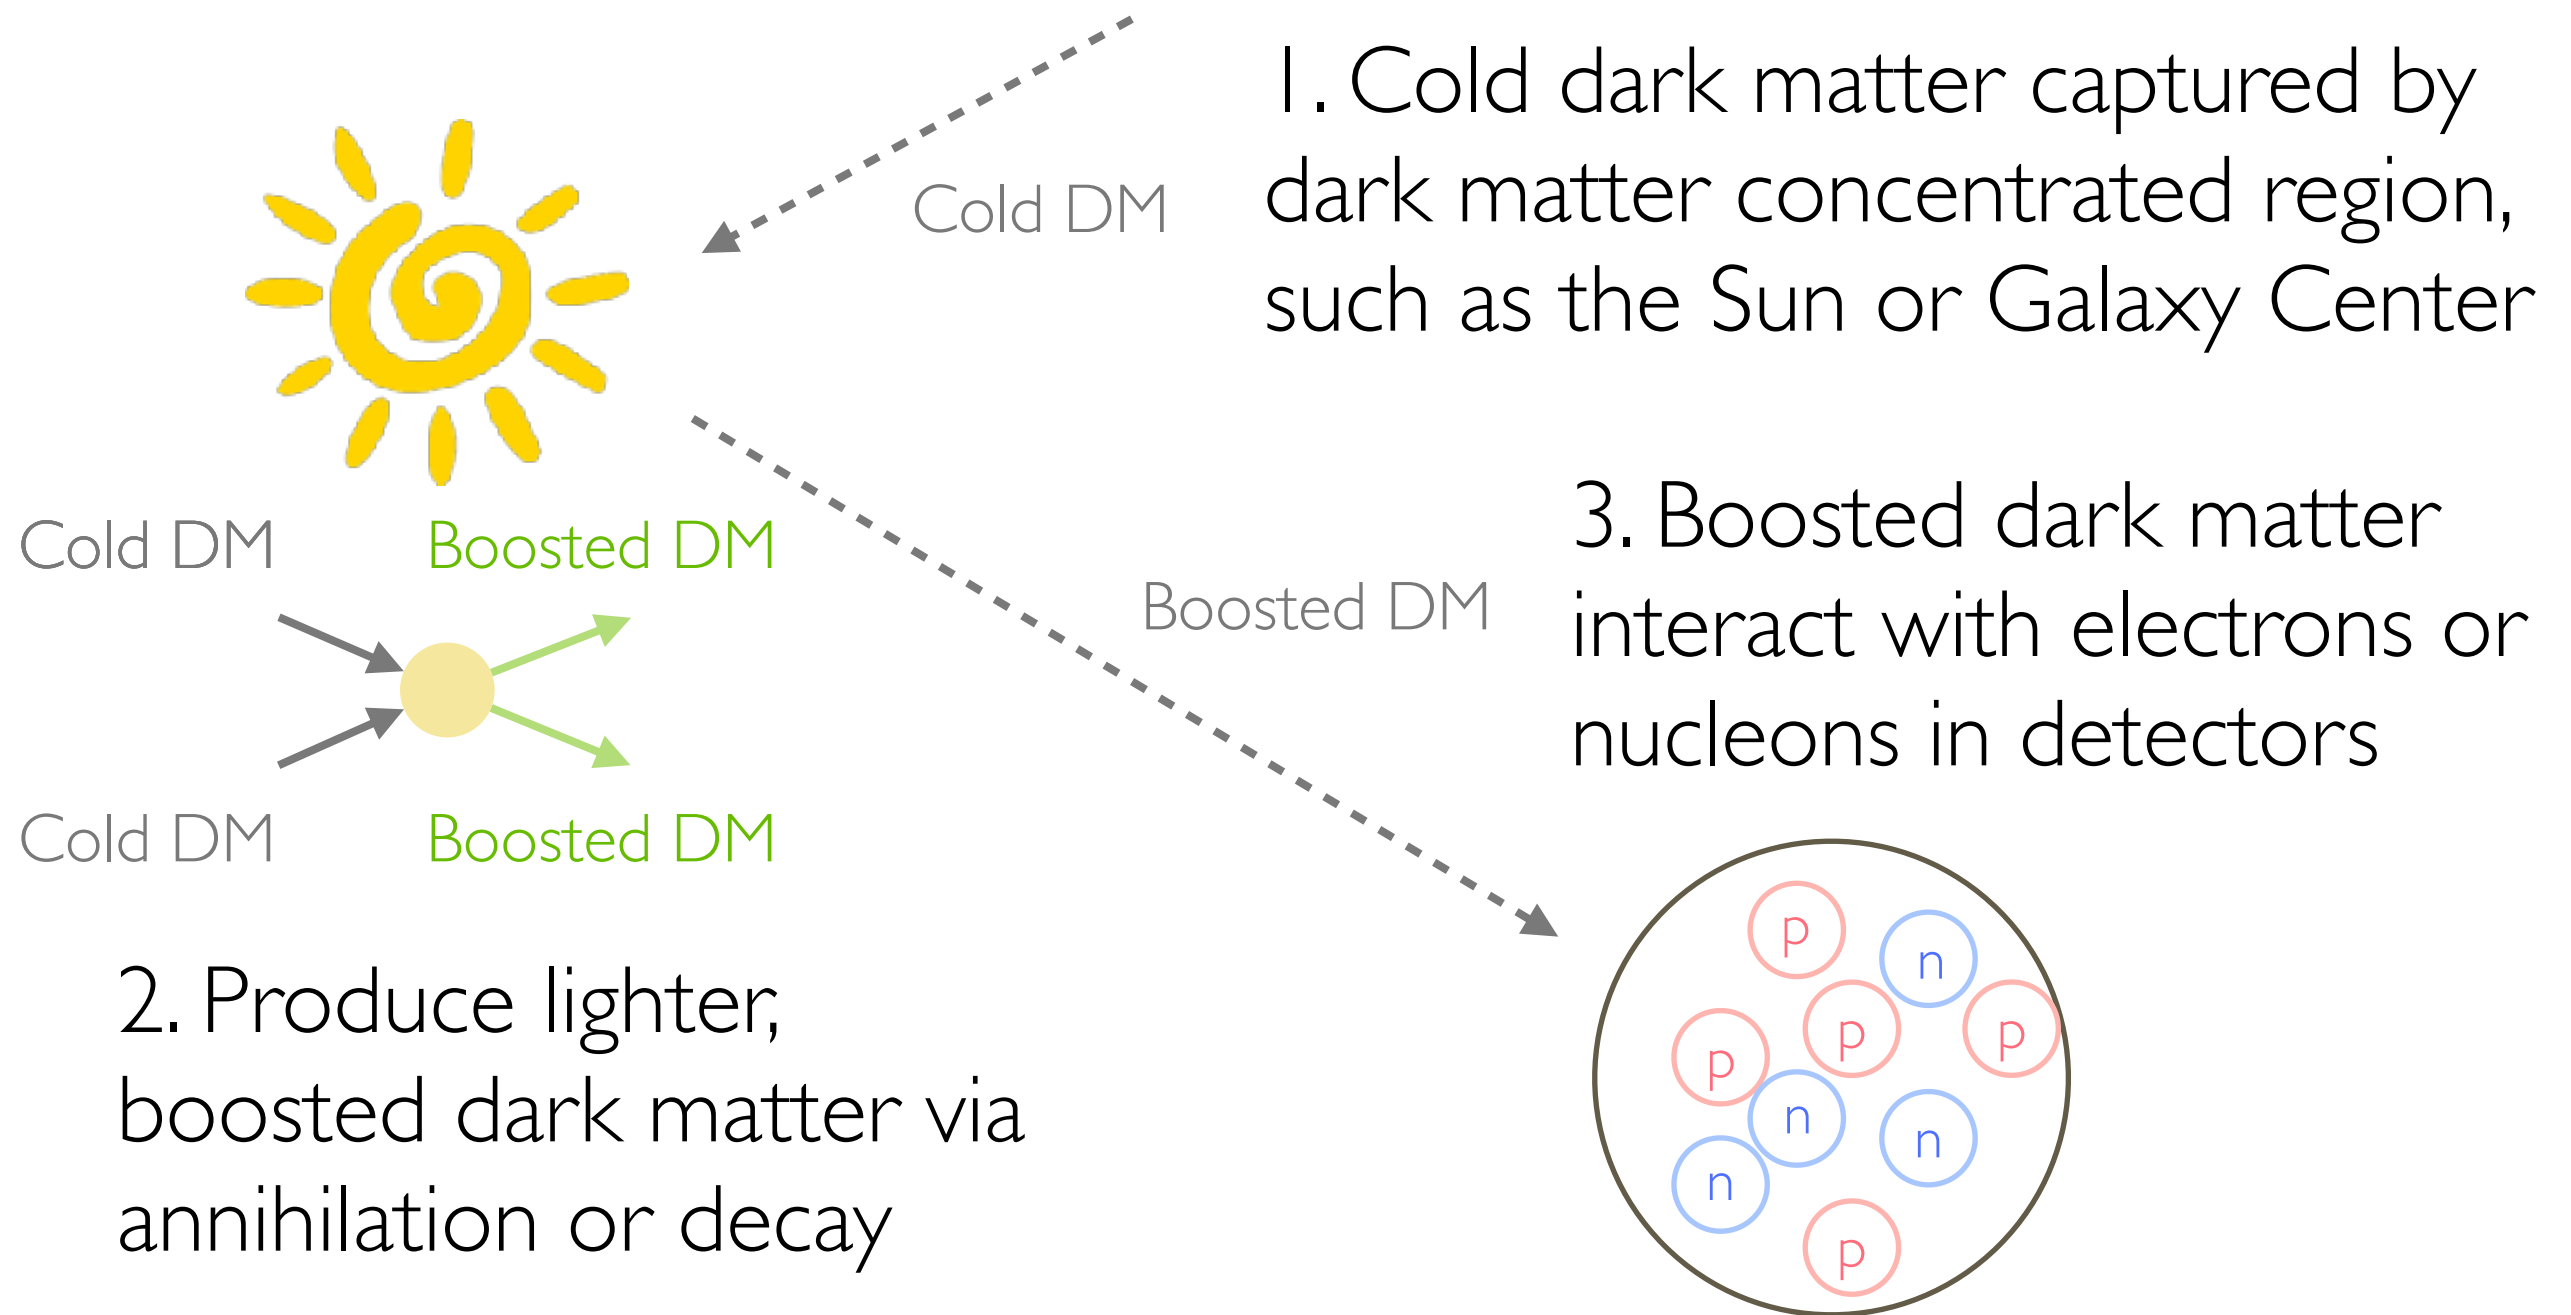 1. Cold dark matter captured by
dark matter concentrated region,
such as the Sun or Galaxy Center
Cold DM
3. Boosted dark matter
interact with electrons or
nucleons in detectors
Boosted DM
Cold DM
Boosted DM
Cold DM
Boosted DM
2. Produce lighter,
boosted dark matter via
annihilation or decay
p
n
p
p
p
n
n
n
p